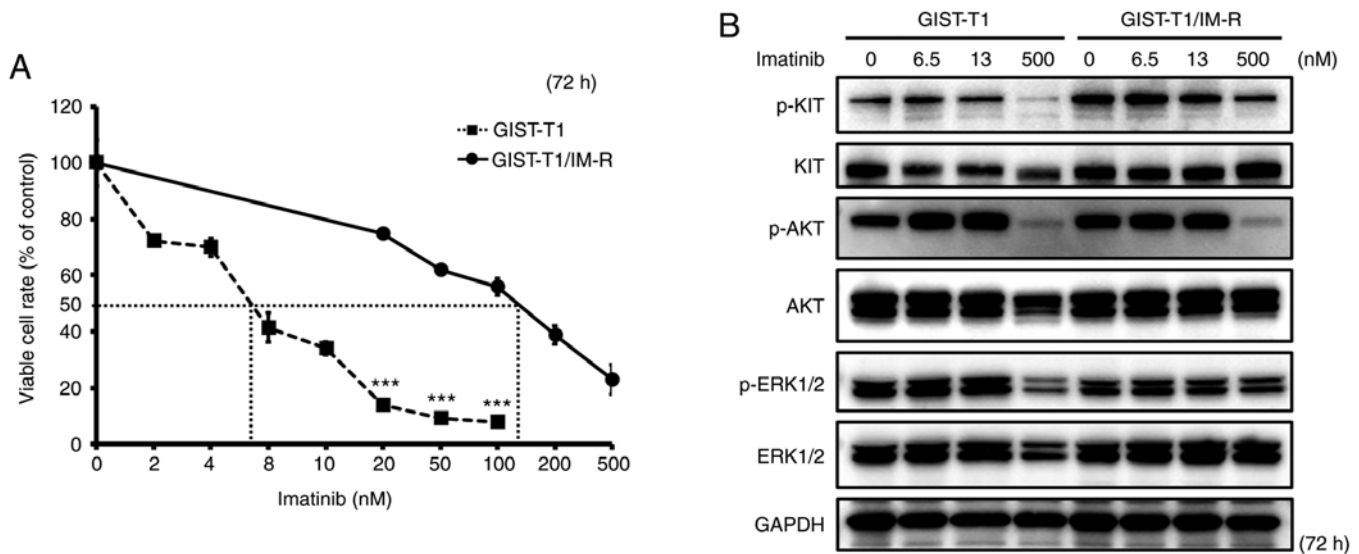 A
(72 h)
GIST-T1
GIST-T1/IM-R
Viable cell rate (% of control)
120
100
80
60
50
40
20
0
*** *** ***
0 2 4 8 10 20 50 100 200 500
Imatinib (nM)
B
GIST-T1 GIST-T1/IM-R
Imatinib 0 6.5 13 500 0 6.5 13 500 (nM)
p-KIT
KIT
p-AKT
AKT
p-ERK1/2
ERK1/2
GAPDH
(72 h)